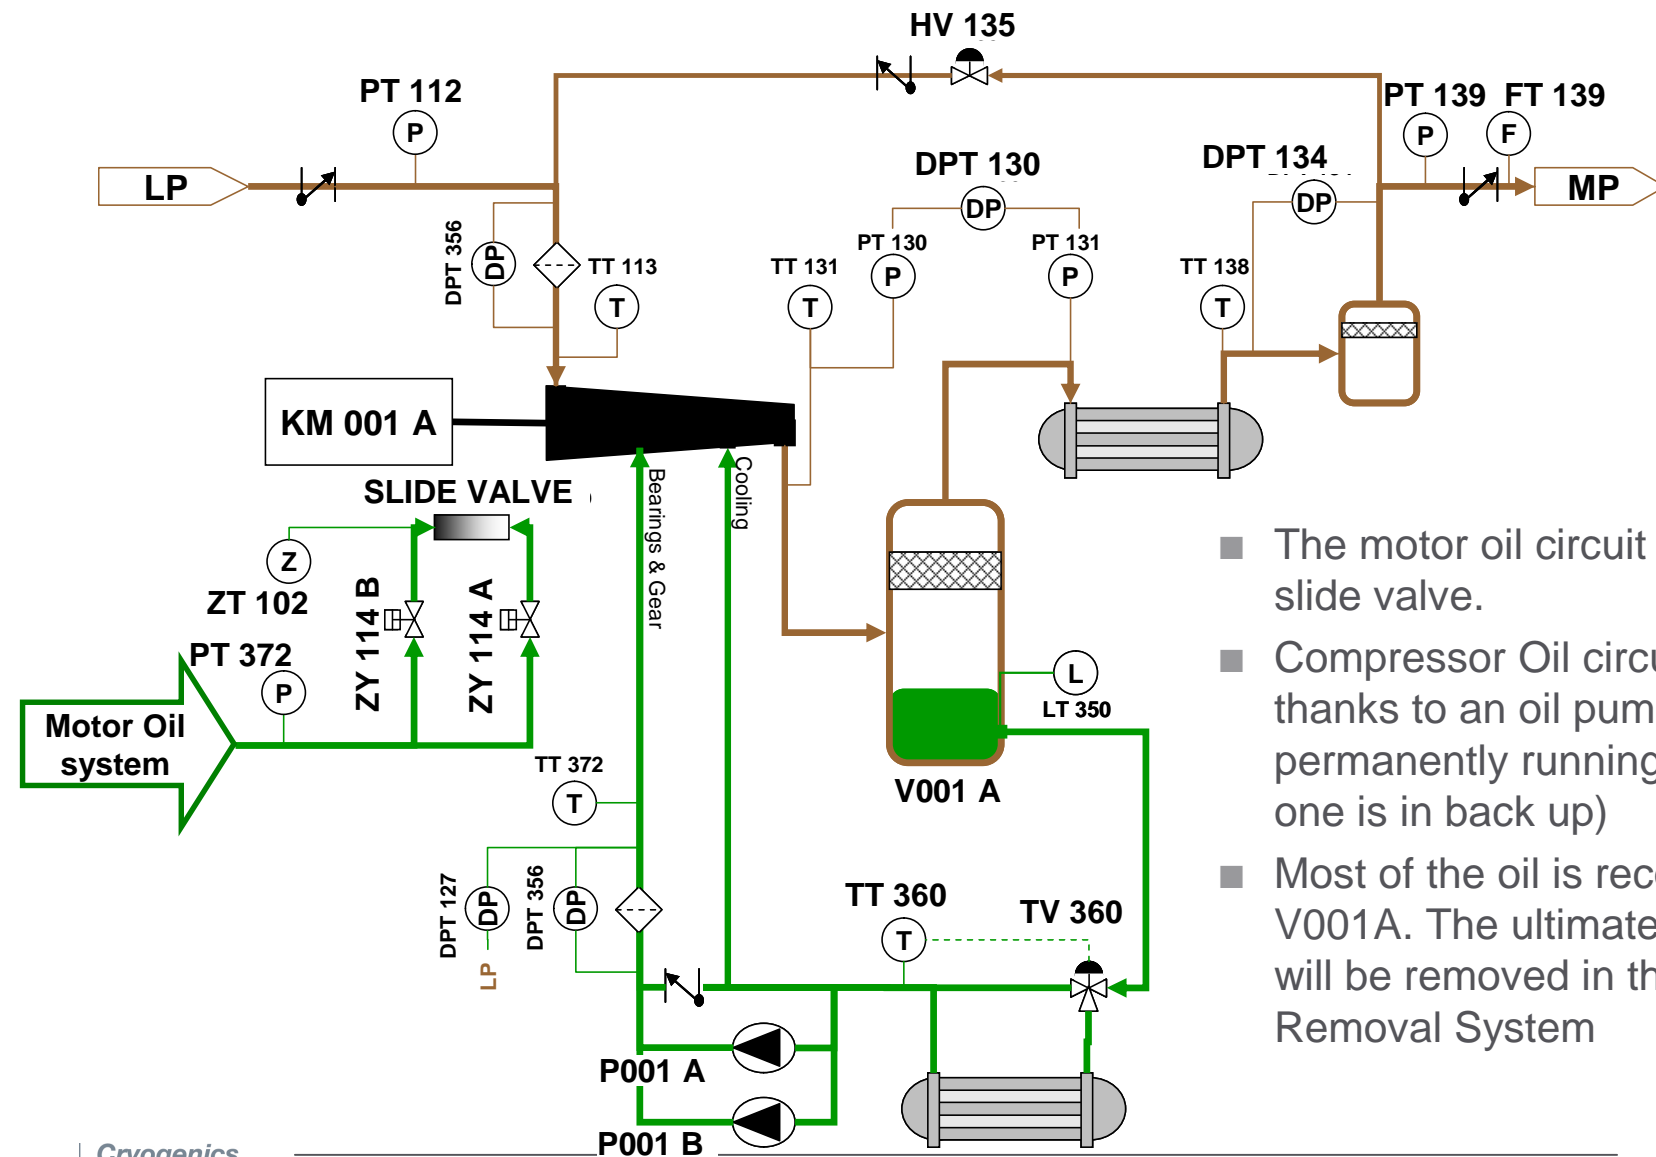 HV 135
PT 112
P
PT 139 FT 139
P F
LP
MP
DPT 130
DP
DPT 134
DP
DPT 356
DP
TT 113
T
TT 131
T
PT 130
P
PT 131
P
TT 138
T
KM 001 A
SLIDE VALVE
Bearings & Gear
Cooling
Z
ZT 102
ZY 114 B
ZY 114 A
PT 372
P
Motor Oil
system
L
LT 350
V001 A
TT 372
T
DPT 127
DP
LP
DPT 356
DP
TT 360
T
TV 360
P001 A
P001 B
■ The motor oil circuit
slide valve.
■ Compressor Oil circu
thanks to an oil pum
permanently running
one is in back up)
■ Most of the oil is rec
V001A. The ultimate
will be removed in th
Removal System
Cryogenics